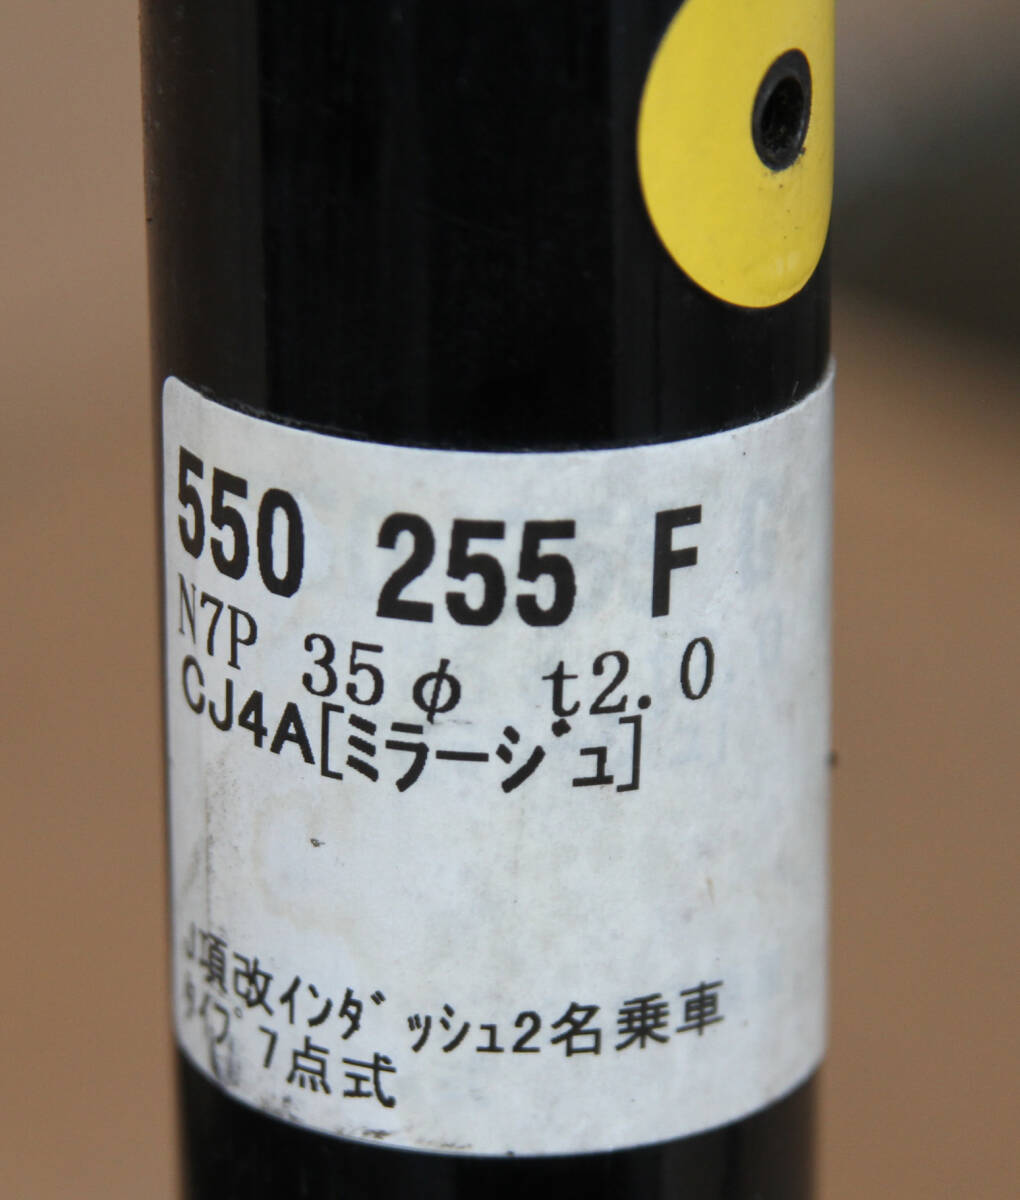 550 255 F
N7P 35φ t2.0
CJ4A[ミラージュ]
J項改インダッシュ2名乗車
タイプ 7点式